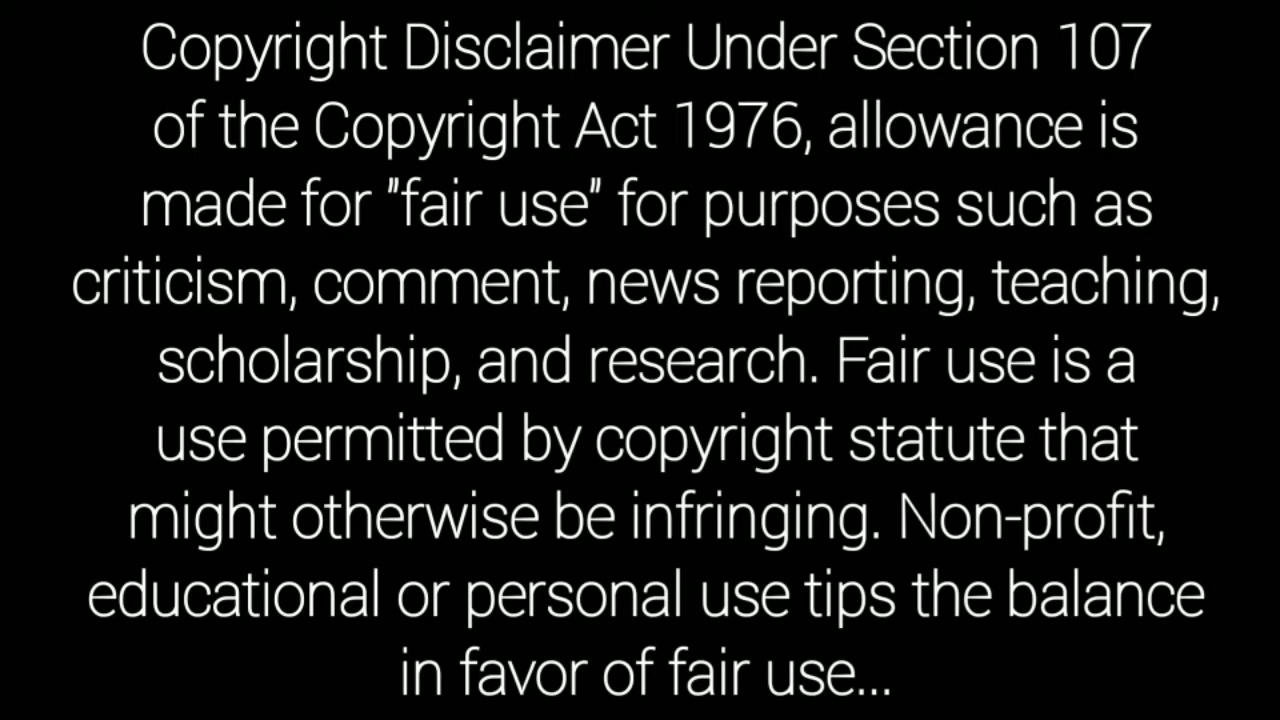 Copyright Disclaimer Under Section 107
of the Copyright Act 1976, allowance is
made for "fair use" for purposes such as
criticism, comment, news reporting, teaching,
scholarship, and research. Fair use is a
use permitted by copyright statute that
might otherwise be infringing. Non-profit,
educational or personal use tips the balance
in favor of fair use...